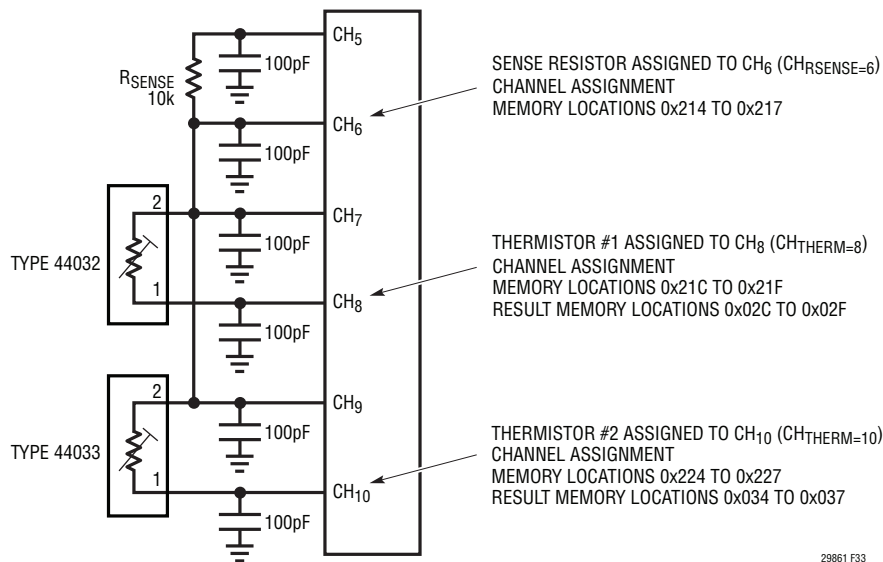 CH5
100pF
RSENSE
10k
CH6
100pF
SENSE RESISTOR ASSIGNED TO CH6 (CHRSENSE=6)
CHANNEL ASSIGNMENT
MEMORY LOCATIONS 0x214 TO 0x217
2
CH7
100pF
TYPE 44032
1
CH8
100pF
THERMISTOR #1 ASSIGNED TO CH8 (CHTHERM=8)
CHANNEL ASSIGNMENT
MEMORY LOCATIONS 0x21C TO 0x21F
RESULT MEMORY LOCATIONS 0x02C TO 0x02F
2
CH9
100pF
TYPE 44033
1
CH10
100pF
THERMISTOR #2 ASSIGNED TO CH10 (CHTHERM=10)
CHANNEL ASSIGNMENT
MEMORY LOCATIONS 0x224 TO 0x227
RESULT MEMORY LOCATIONS 0x034 TO 0x037
29861 F33